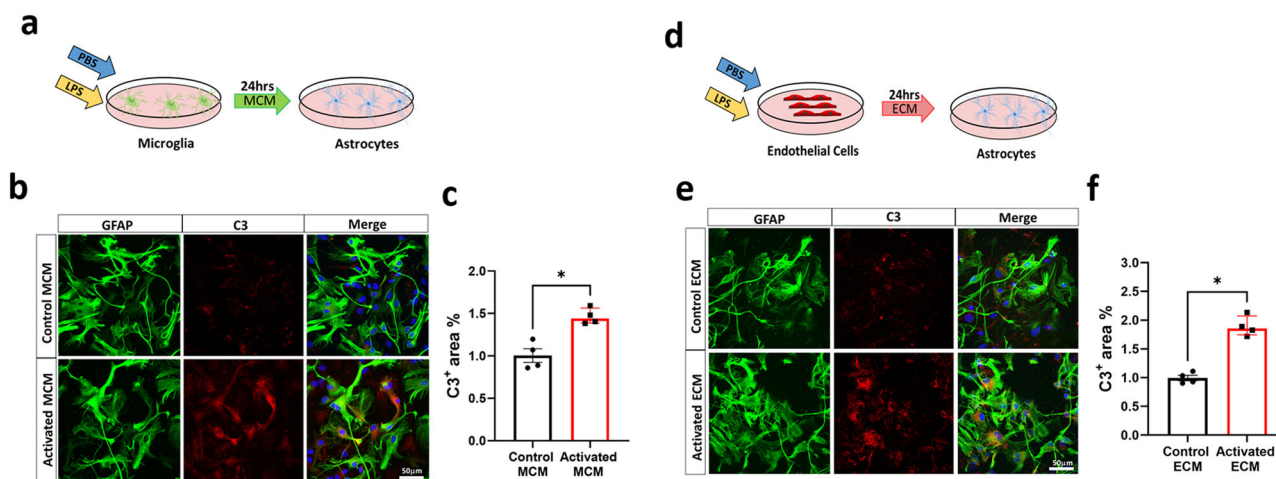 a
PBS
LPS
24hrs
MCM
Microglia
Astrocytes
b
GFAP
C3
Merge
Control MCM
Activated MCM
50µm
c
C3+ area %
2.0
1.5
1.0
0.5
0.0
*
Control
MCM
Activated
MCM
d
PBS
LPS
24hrs
ECM
Endothelial Cells
Astrocytes
e
GFAP
C3
Merge
Control ECM
Activated ECM
50µm
f
C3+ area %
3.0
2.5
2.0
1.5
1.0
0.5
0.0
*
Control
ECM
Activated
ECM